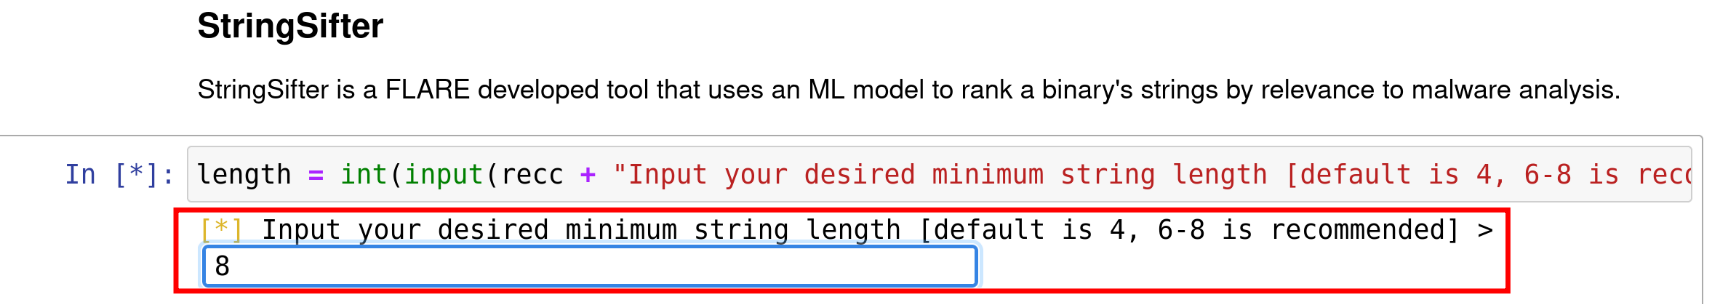 StringSifter
StringSifter is a FLARE developed tool that uses an ML model to rank a binary's strings by relevance to malware analysis.
In [*]: length = int(input(recc + "Input your desired minimum string length [default is 4, 6-8 is recc
[*] Input your desired minimum string length [default is 4, 6-8 is recommended] >
8